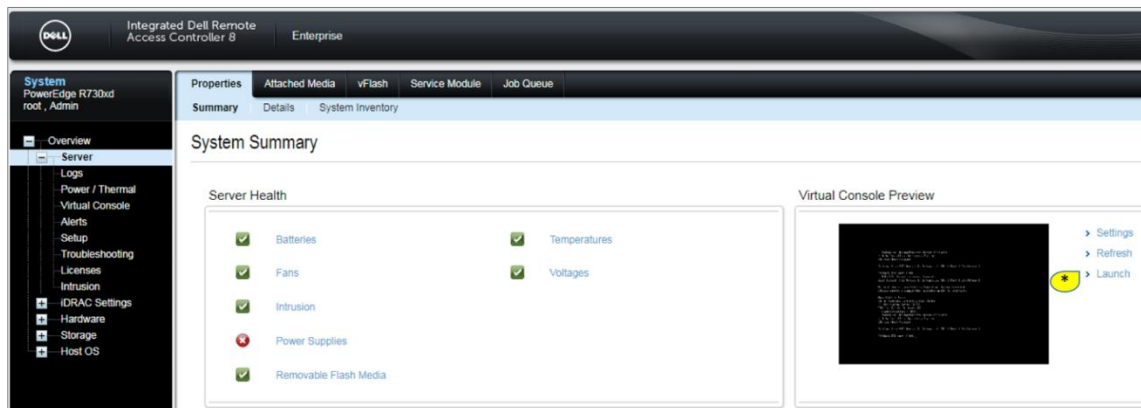 DELL
Integrated Dell Remote
Access Controller 8
Enterprise
System
PowerEdge R730xd
root , Admin
Properties
Attached Media
vFlash
Service Module
Job Queue
Summary
Details
System Inventory
Overview
Server
Logs
Power / Thermal
Virtual Console
Alerts
Setup
Troubleshooting
Licenses
Intrusion
iDRAC Settings
Hardware
Storage
Host OS
System Summary
Server Health
Batteries
Temperatures
Fans
Voltages
Intrusion
Power Supplies
Removable Flash Media
Virtual Console Preview
Settings
Refresh
Launch
*